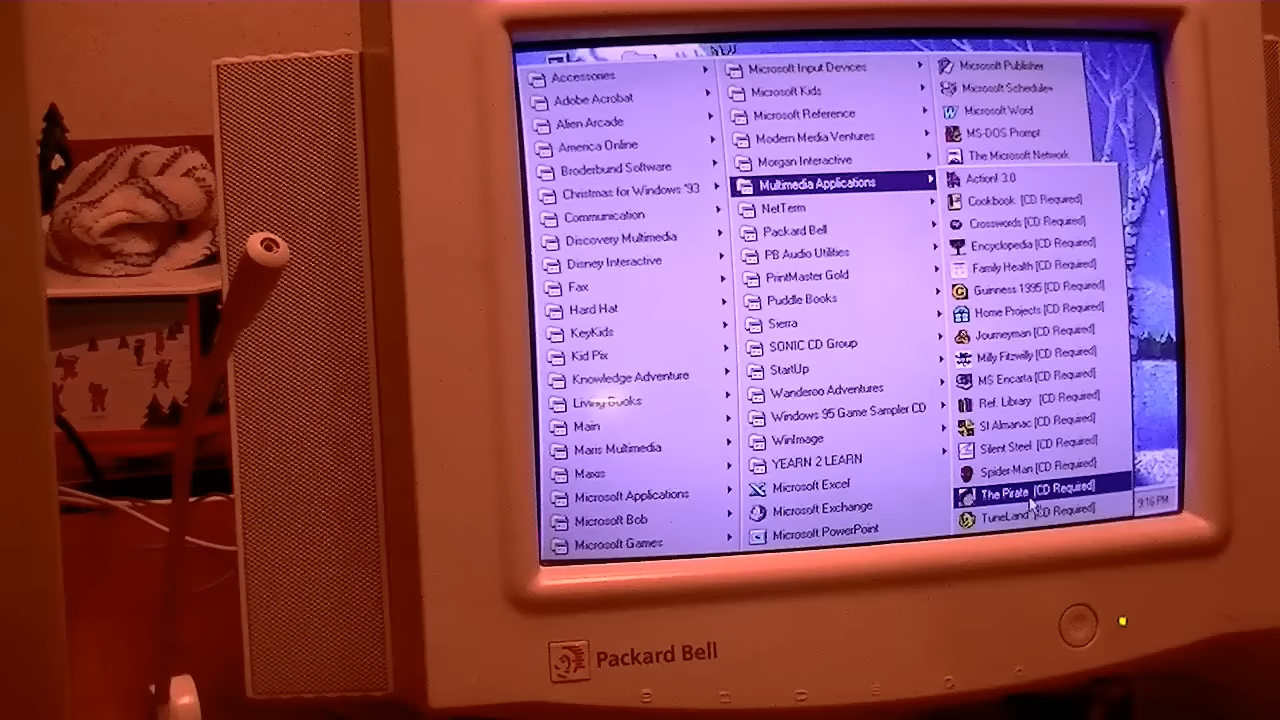 Accessories
Adobe Acrobat
Alien Arcade
America Online
Broderbund Software
Christmas for Windows '93
Communication
Discovery Multimedia
Disney Interactive
Fax
Hard Hat
KeyKids
Kid Pix
Knowledge Adventure
Living Books
Main
Maris Multimedia
Maxis
Microsoft Applications
Microsoft Bob
Microsoft Games
Microsoft Input Devices
Microsoft Kids
Microsoft Reference
Modern Media Ventures
Morgan Interactive
Multimedia Applications
NetTerm
Packard Bell
PB Audio Utilities
PrintMaster Gold
Puddle Books
Sierra
SONIC CD Group
StartUp
Wanderoo Adventures
Windows 95 Game Sampler CD
WinImage
YEARN 2 LEARN
Microsoft Excel
Microsoft Exchange
Microsoft PowerPoint
Microsoft Publisher
Microsoft Schedule+
Microsoft Word
MS-DOS Prompt
The Microsoft Network
Action! 3.0
Cookbook [CD Required]
Crosswords [CD Required]
Encyclopedia [CD Required]
Family Health [CD Required]
Guinness 1995 [CD Required]
Home Projects [CD Required]
Journeyman [CD Required]
Milly Fitzwilly [CD Required]
MS Encarta [CD Required]
Ref. Library [CD Required]
SI Almanac [CD Required]
Silent Steel [CD Required]
Spider-Man [CD Required]
The Pirate [CD Required]
TuneLand [CD Required]
9:16 PM
Packard Bell